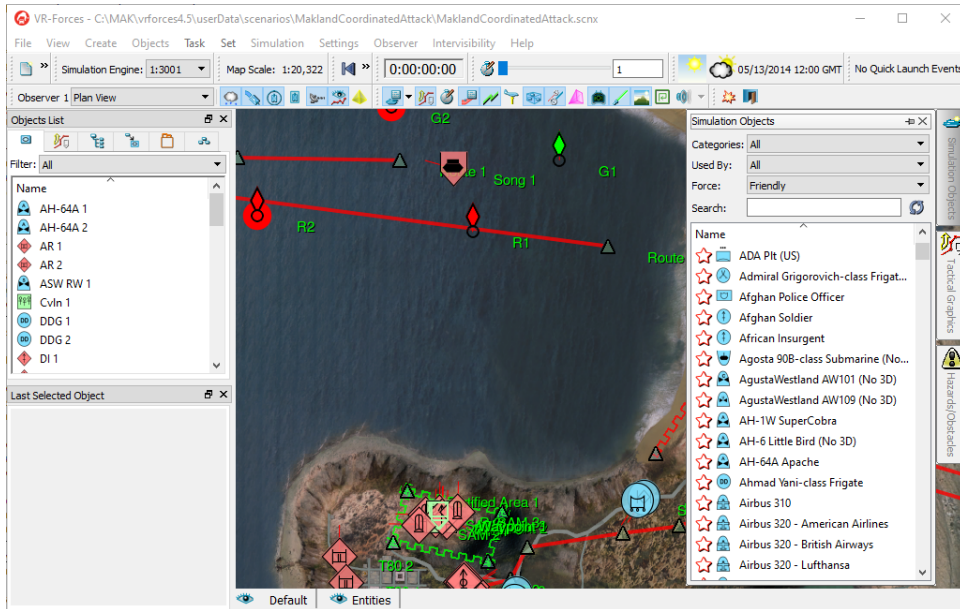 VR-Forces - C:\MAK\vrforces4.5\userData\scenarios\MaklandCoordinatedAttack\MaklandCoordinatedAttack.scnx
File View Create Objects Task Set Simulation Settings Observer Intervisibility Help
» Simulation Engine: 1:3001 Map Scale: 1:20,322 » 0:00:00:00 1 05/13/2014 12:00 GMT No Quick Launch Events
Observer 1 Plan View
Objects List
Filter: All
Name
AH-64A 1
AH-64A 2
AR 1
AR 2
ASW RW 1
Cvln 1
DDG 1
DDG 2
DI 1
Last Selected Object
G2
Song 1
G1
R2
R1
Route
Area 1
SAM 2
T80 2
Default Entities
Simulation Objects
Categories: All
Used By: All
Force: Friendly
Search:
Name
ADA Plt (US)
Admiral Grigorovich-class Frigat...
Afghan Police Officer
Afghan Soldier
African Insurgent
Agosta 90B-class Submarine (No...
AgustaWestland AW101 (No 3D)
AgustaWestland AW109 (No 3D)
AH-1W SuperCobra
AH-6 Little Bird (No 3D)
AH-64A Apache
Ahmad Yani-class Frigate
Airbus 310
Airbus 320 - American Airlines
Airbus 320 - British Airways
Airbus 320 - Lufthansa
Simulation Objects
Tactical Graphics
Hazards/Obstacles